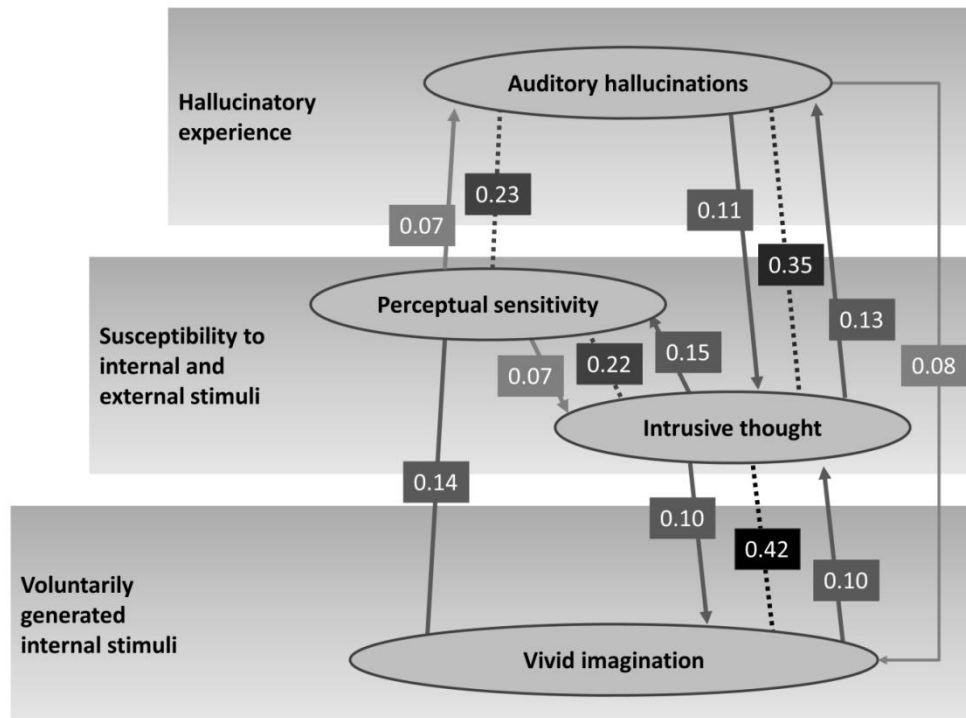 Auditory hallucinations
Hallucinatory
experience
0.23
0.07
0.11
0.35
0.13
0.08
Perceptual sensitivity
Susceptibility to
internal and
external stimuli
0.07
0.22
0.15
Intrusive thought
0.14
0.10
0.42
0.10
Voluntarily
generated
internal stimuli
Vivid imagination